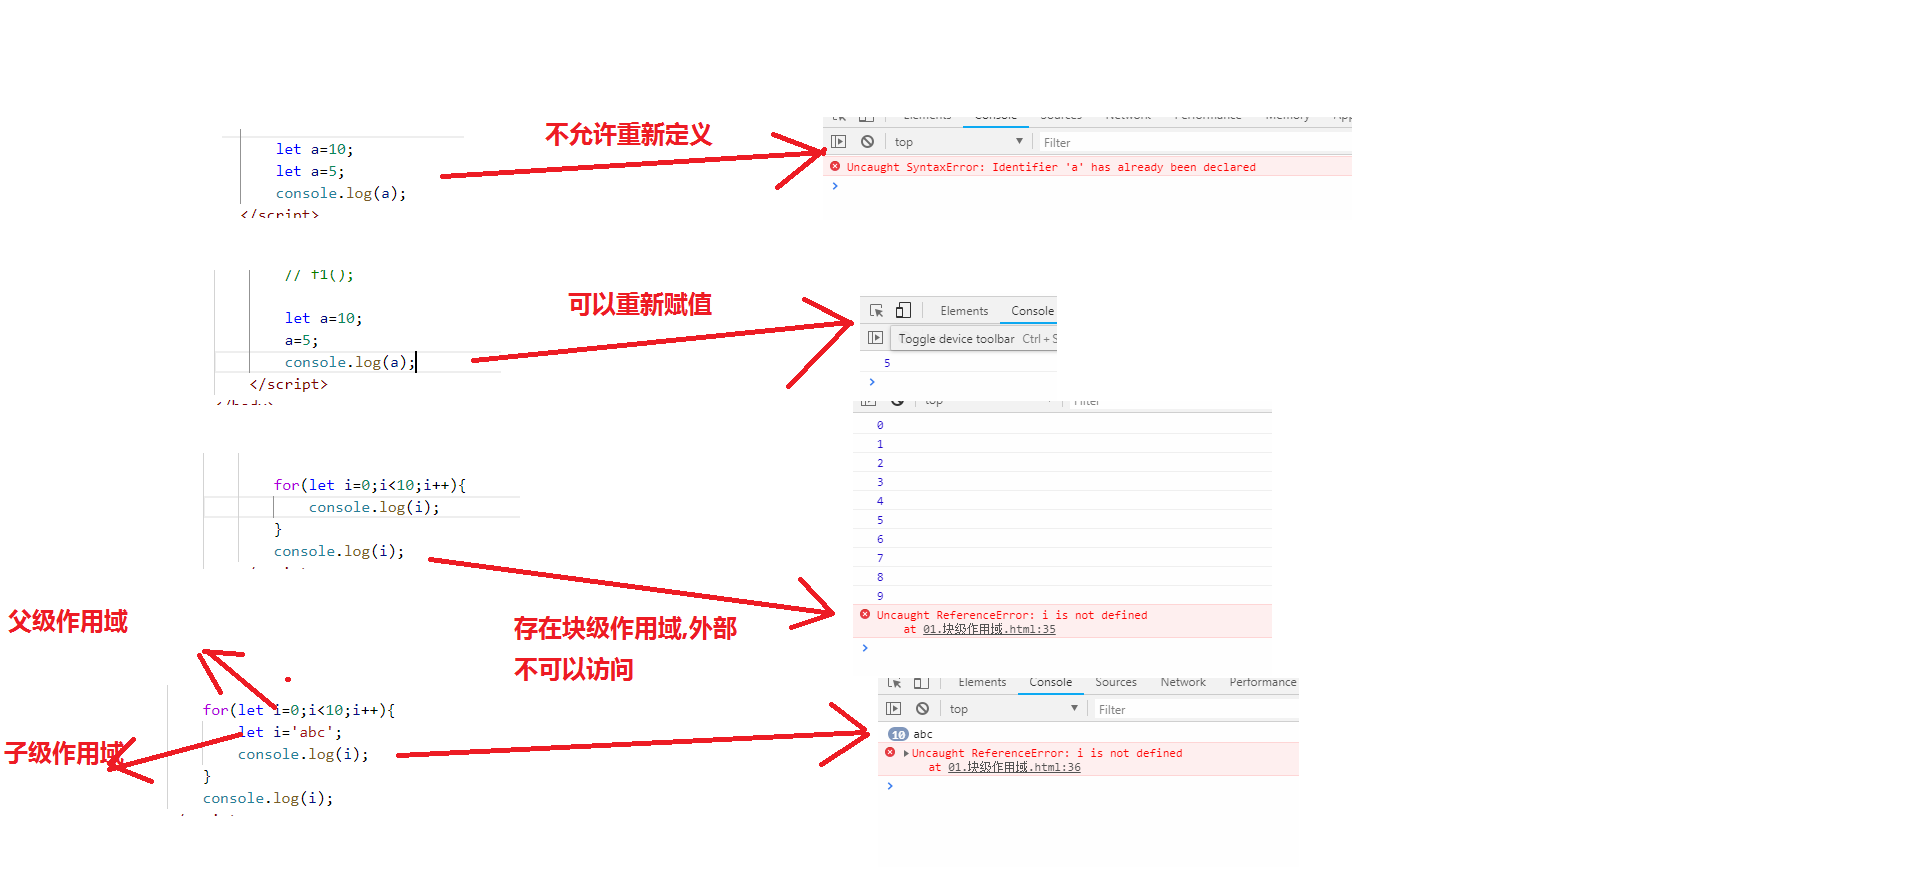 不允许重新定义
let a=10;
let a=5;
console.log(a);
</script>
Elements Console Sources Network Performance Memory
top Filter
Uncaught SyntaxError: Identifier 'a' has already been declared
// f1();
let a=10;
a=5;
console.log(a);
</script>
</body>
可以重新赋值
Elements Console
Toggle device toolbar Ctrl + S
5
top Filter
0
1
2
3
4
5
6
7
8
9
Uncaught ReferenceError: i is not defined
at 01.块级作用域.html:35
for(let i=0;i<10;i++){
console.log(i);
}
console.log(i);
存在块级作用域,外部
不可以访问
父级作用域
子级作用域
for(let i=0;i<10;i++){
let i='abc';
console.log(i);
}
console.log(i);
Elements Console Sources Network Performance
top Filter
10 abc
Uncaught ReferenceError: i is not defined
at 01.块级作用域.html:36